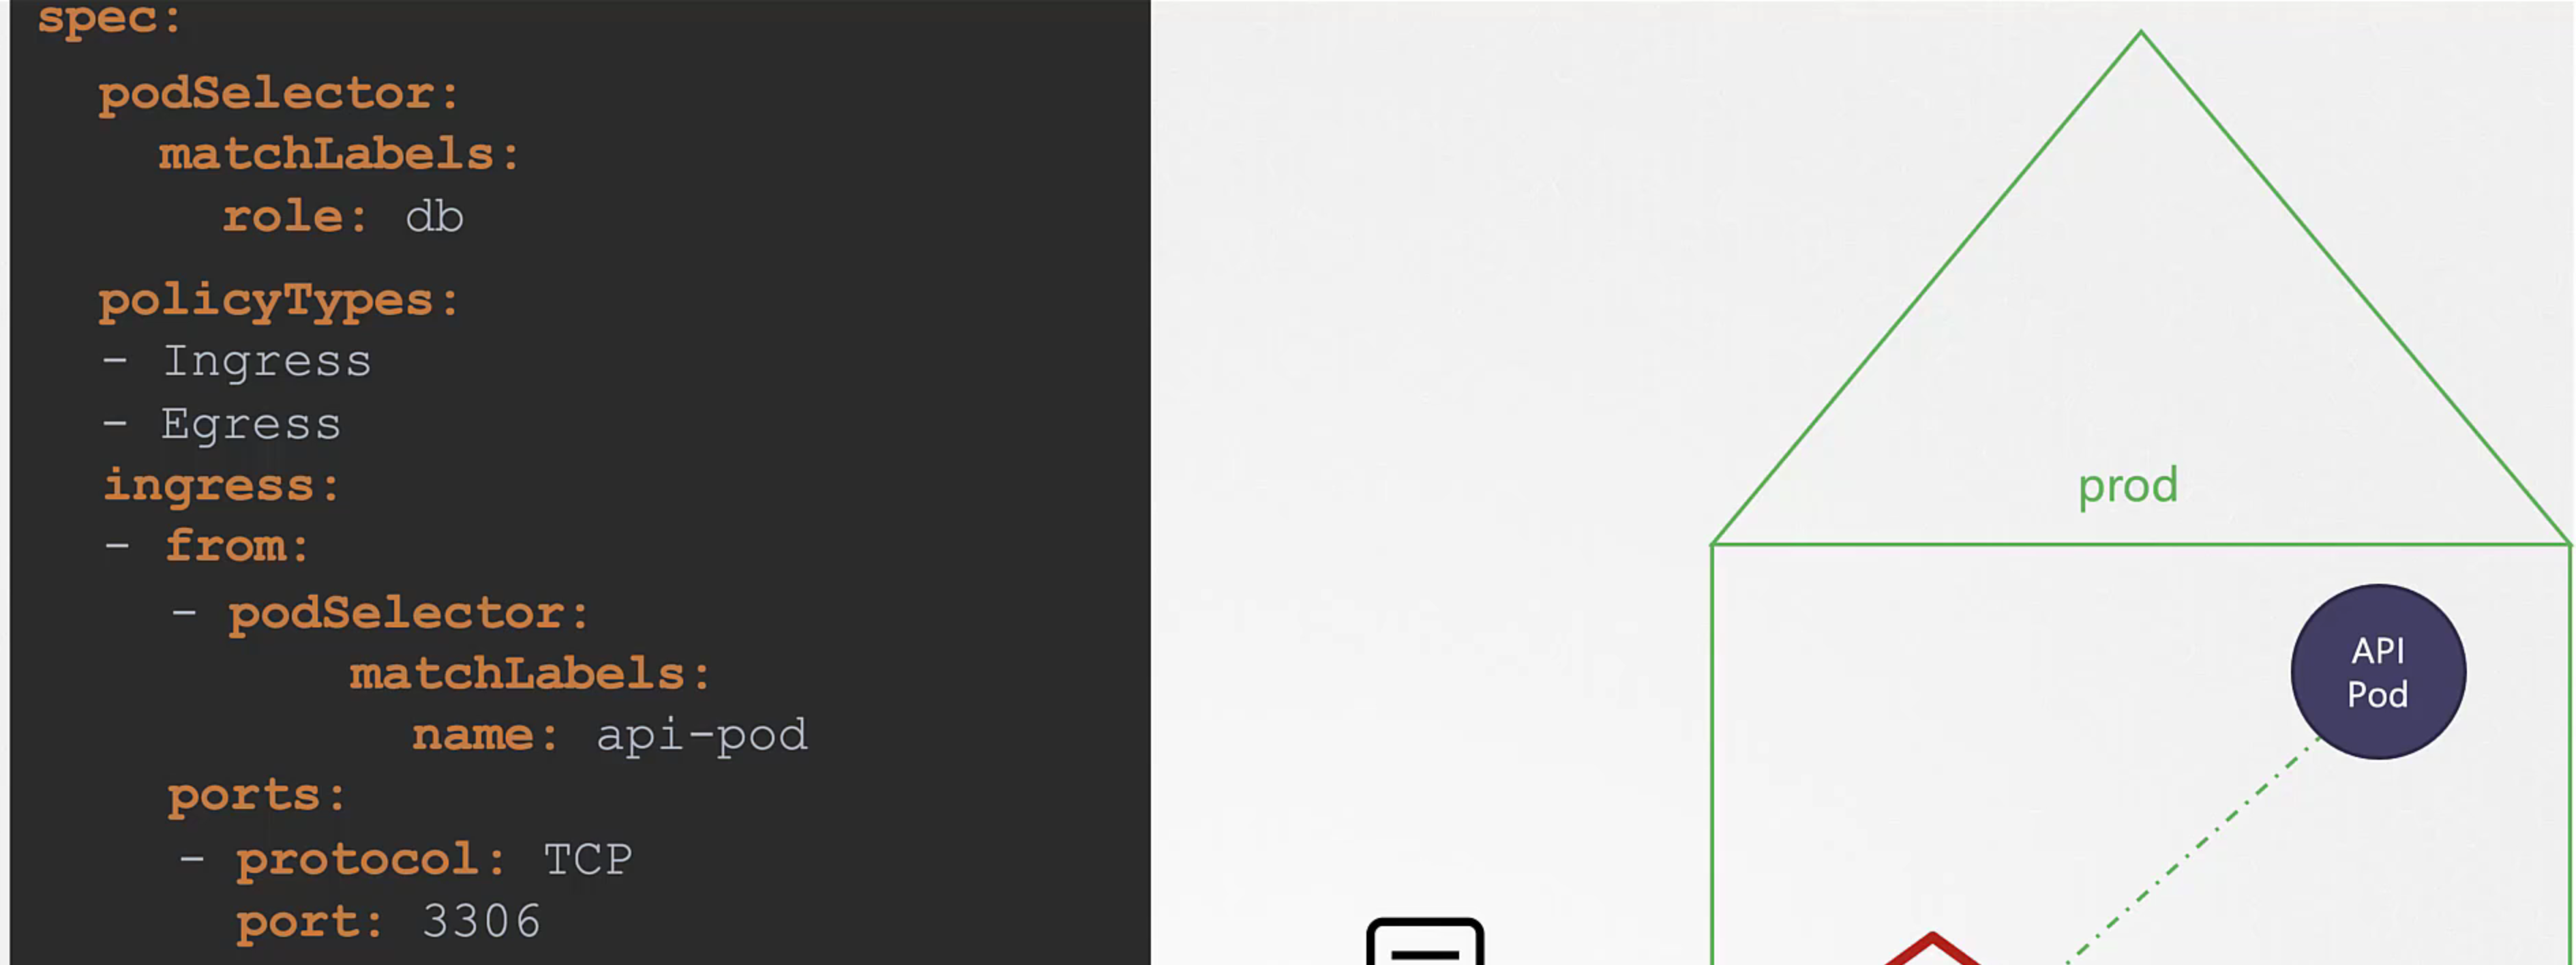 spec:
podSelector:
matchLabels:
role: db
policyTypes:
- Ingress
- Egress
ingress:
- from:
- podSelector:
matchLabels:
name: api-pod
ports:
- protocol: TCP
port: 3306
prod
API
Pod